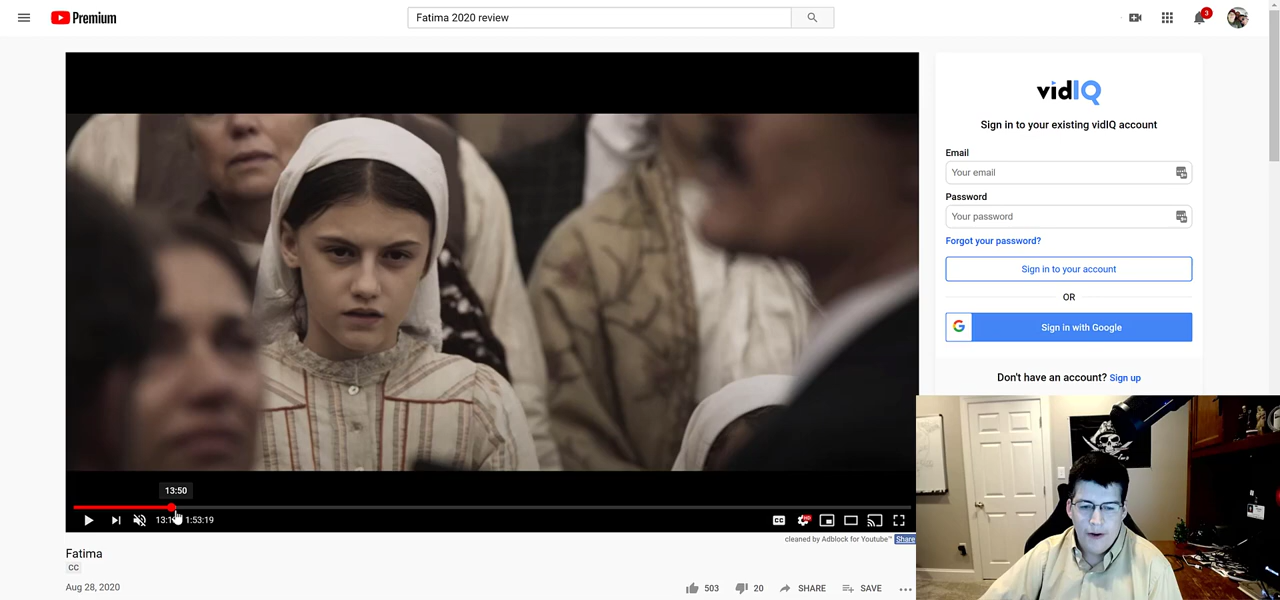 Premium
Fatima 2020 review
3
vidIQ
Sign in to your existing vidIQ account
Email
Your email
Password
Your password
Forgot your password?
Sign in to your account
OR
G
Sign in with Google
Don't have an account? Sign up
13:50
1:53:19
CC
HD
cleaned by Adblock for Youtube™
Share
Fatima
CC
Aug 28, 2020
503
20
SHARE
SAVE